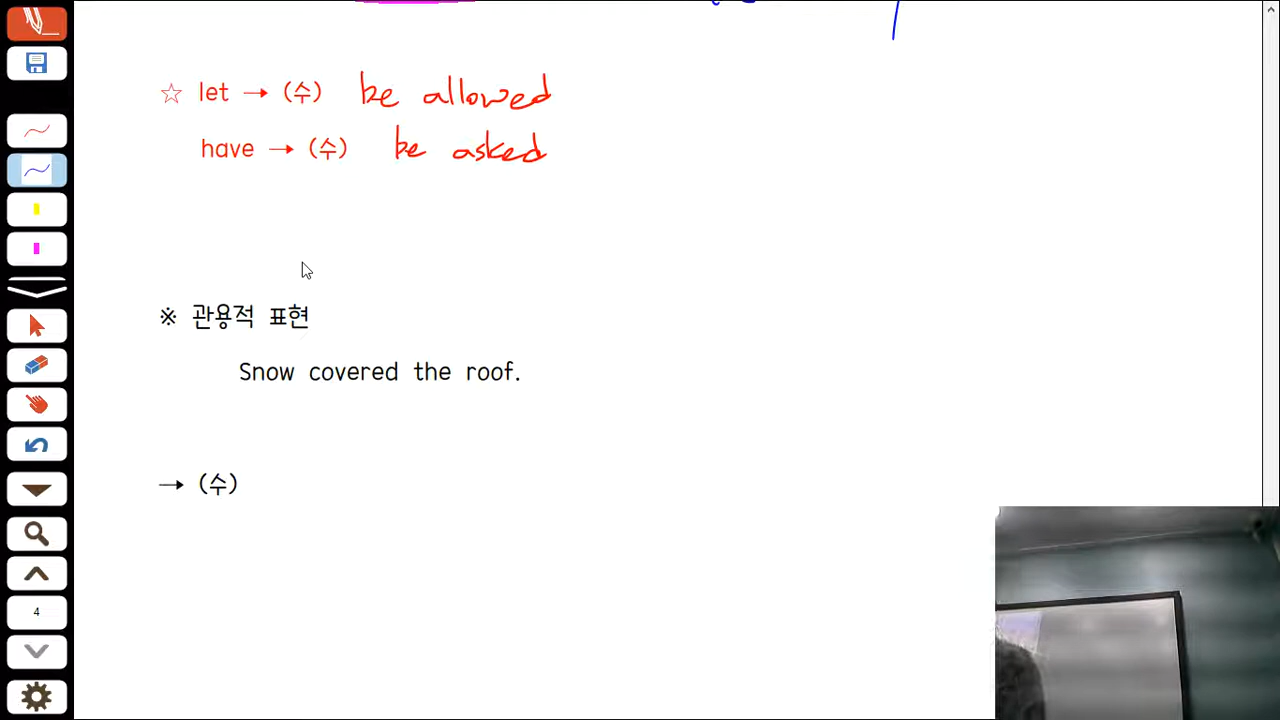 ☆ let → (수) be allowed
have → (수) be asked
※ 관용적 표현
Snow covered the roof.
→ (수)
4